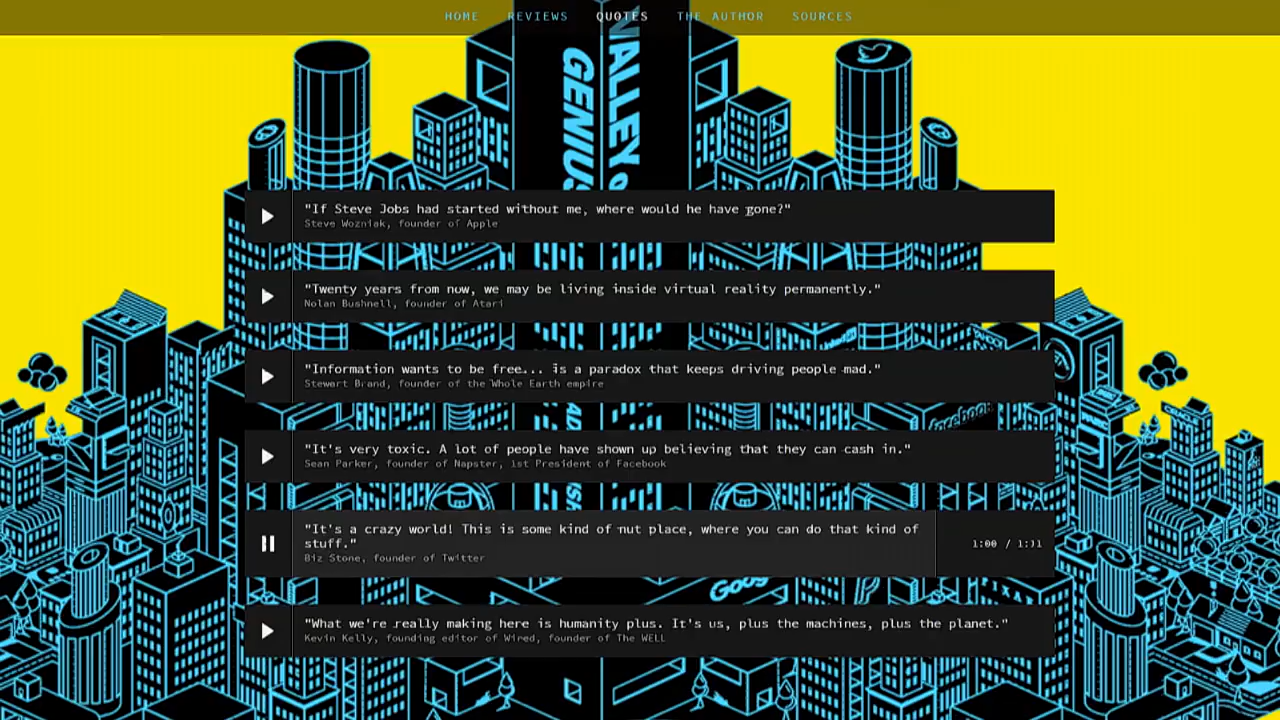 HOME REVIEWS QUOTES THE AUTHOR SOURCES
VALLEY of
GENIUS
"If Steve Jobs had started without me, where would he have gone?"
Steve Wozniak, founder of Apple
"Twenty years from now, we may be living inside virtual reality permanently."
Nolan Bushnell, founder of Atari
"Information wants to be free... is a paradox that keeps driving people mad."
Stewart Brand, founder of the Whole Earth empire
facebook
"It's very toxic. A lot of people have shown up believing that they can cash in."
Sean Parker, founder of Napster, 1st President of Facebook
"It's a crazy world! This is some kind of nut place, where you can do that kind of
stuff."
Biz Stone, founder of Twitter
1:00 / 1:11
Goog
"What we're really making here is humanity plus. It's us, plus the machines, plus the planet."
Kevin Kelly, founding editor of Wired, founder of The WELL